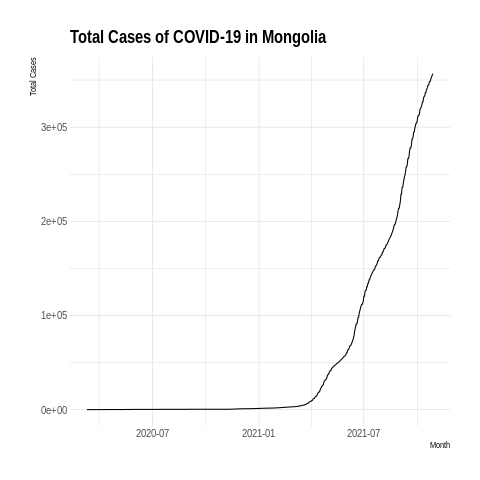 Total Cases of COVID-19 in Mongolia
Total Cases
3e+05
2e+05
1e+05
0e+00
2020-07 2021-01 2021-07
Month